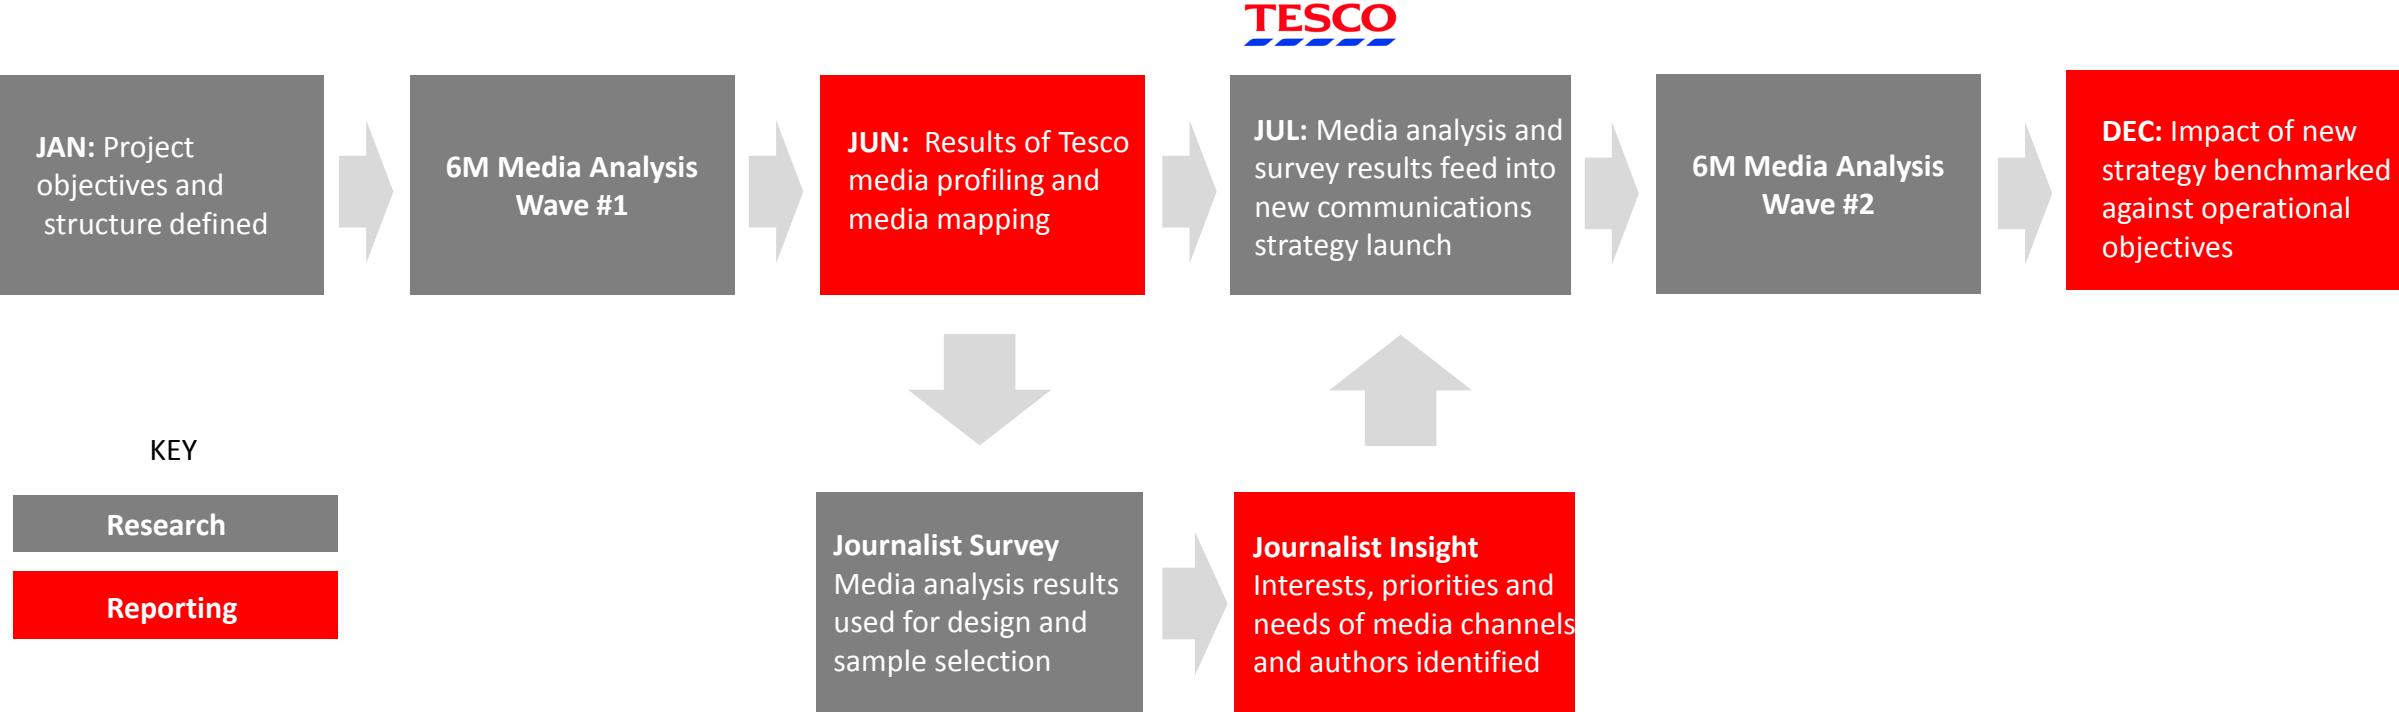 TESCO
JAN: Project
objectives and
structure defined
6M Media Analysis
Wave #1
JUN: Results of Tesco
media profiling and
media mapping
JUL: Media analysis and
survey results feed into
new communications
strategy launch
6M Media Analysis
Wave #2
DEC: Impact of new
strategy benchmarked
against operational
objectives
KEY
Research
Reporting
Journalist Survey
Media analysis results
used for design and
sample selection
Journalist Insight
Interests, priorities and
needs of media channels
and authors identified